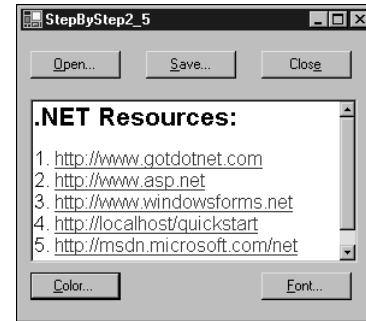 StepByStep2_5
Open... Save... Close
.NET Resources:
1. http://www.gotdotnet.com
2. http://www.asp.net
3. http://www.windowsforms.net
4. http://localhost/quickstart
5. http://msdn.microsoft.com/net
Color... Font...